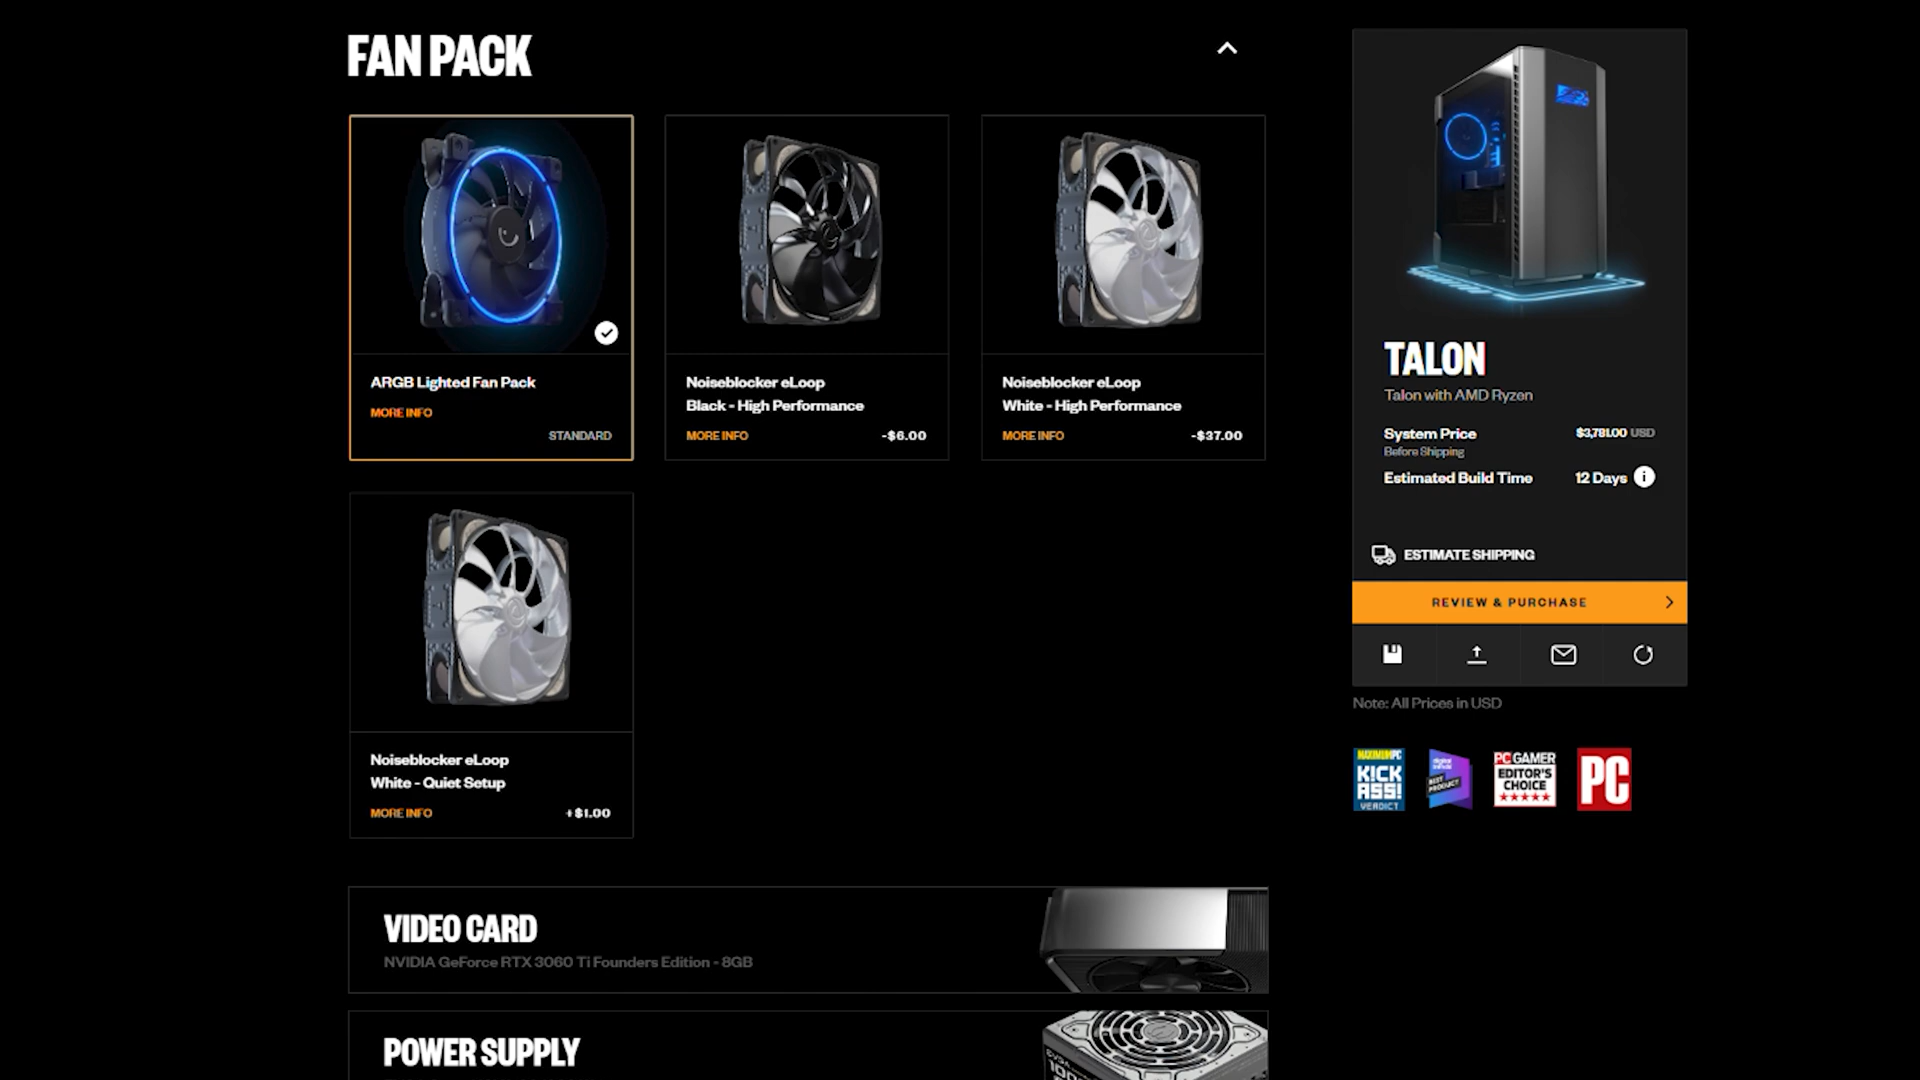 FAN PACK
ARGB Lighted Fan Pack
MORE INFO
STANDARD
Noiseblocker eLoop
Black - High Performance
MORE INFO
-$6.00
Noiseblocker eLoop
White - High Performance
MORE INFO
-$37.00
Noiseblocker eLoop
White - Quiet Setup
MORE INFO
+$1.00
VIDEO CARD
NVIDIA GeForce RTX 3060 Ti Founders Edition - 8GB
POWER SUPPLY
TALON
Talon with AMD Ryzen
System Price
$3,781.00 USD
Before Shipping
Estimated Build Time
12 Days
ESTIMATE SHIPPING
REVIEW & PURCHASE
Note: All Prices in USD
MAXIMUMPC
KICK
ASS!
VERDICT
BEST
PRODUCT
PC GAMER
EDITOR'S
CHOICE
PC